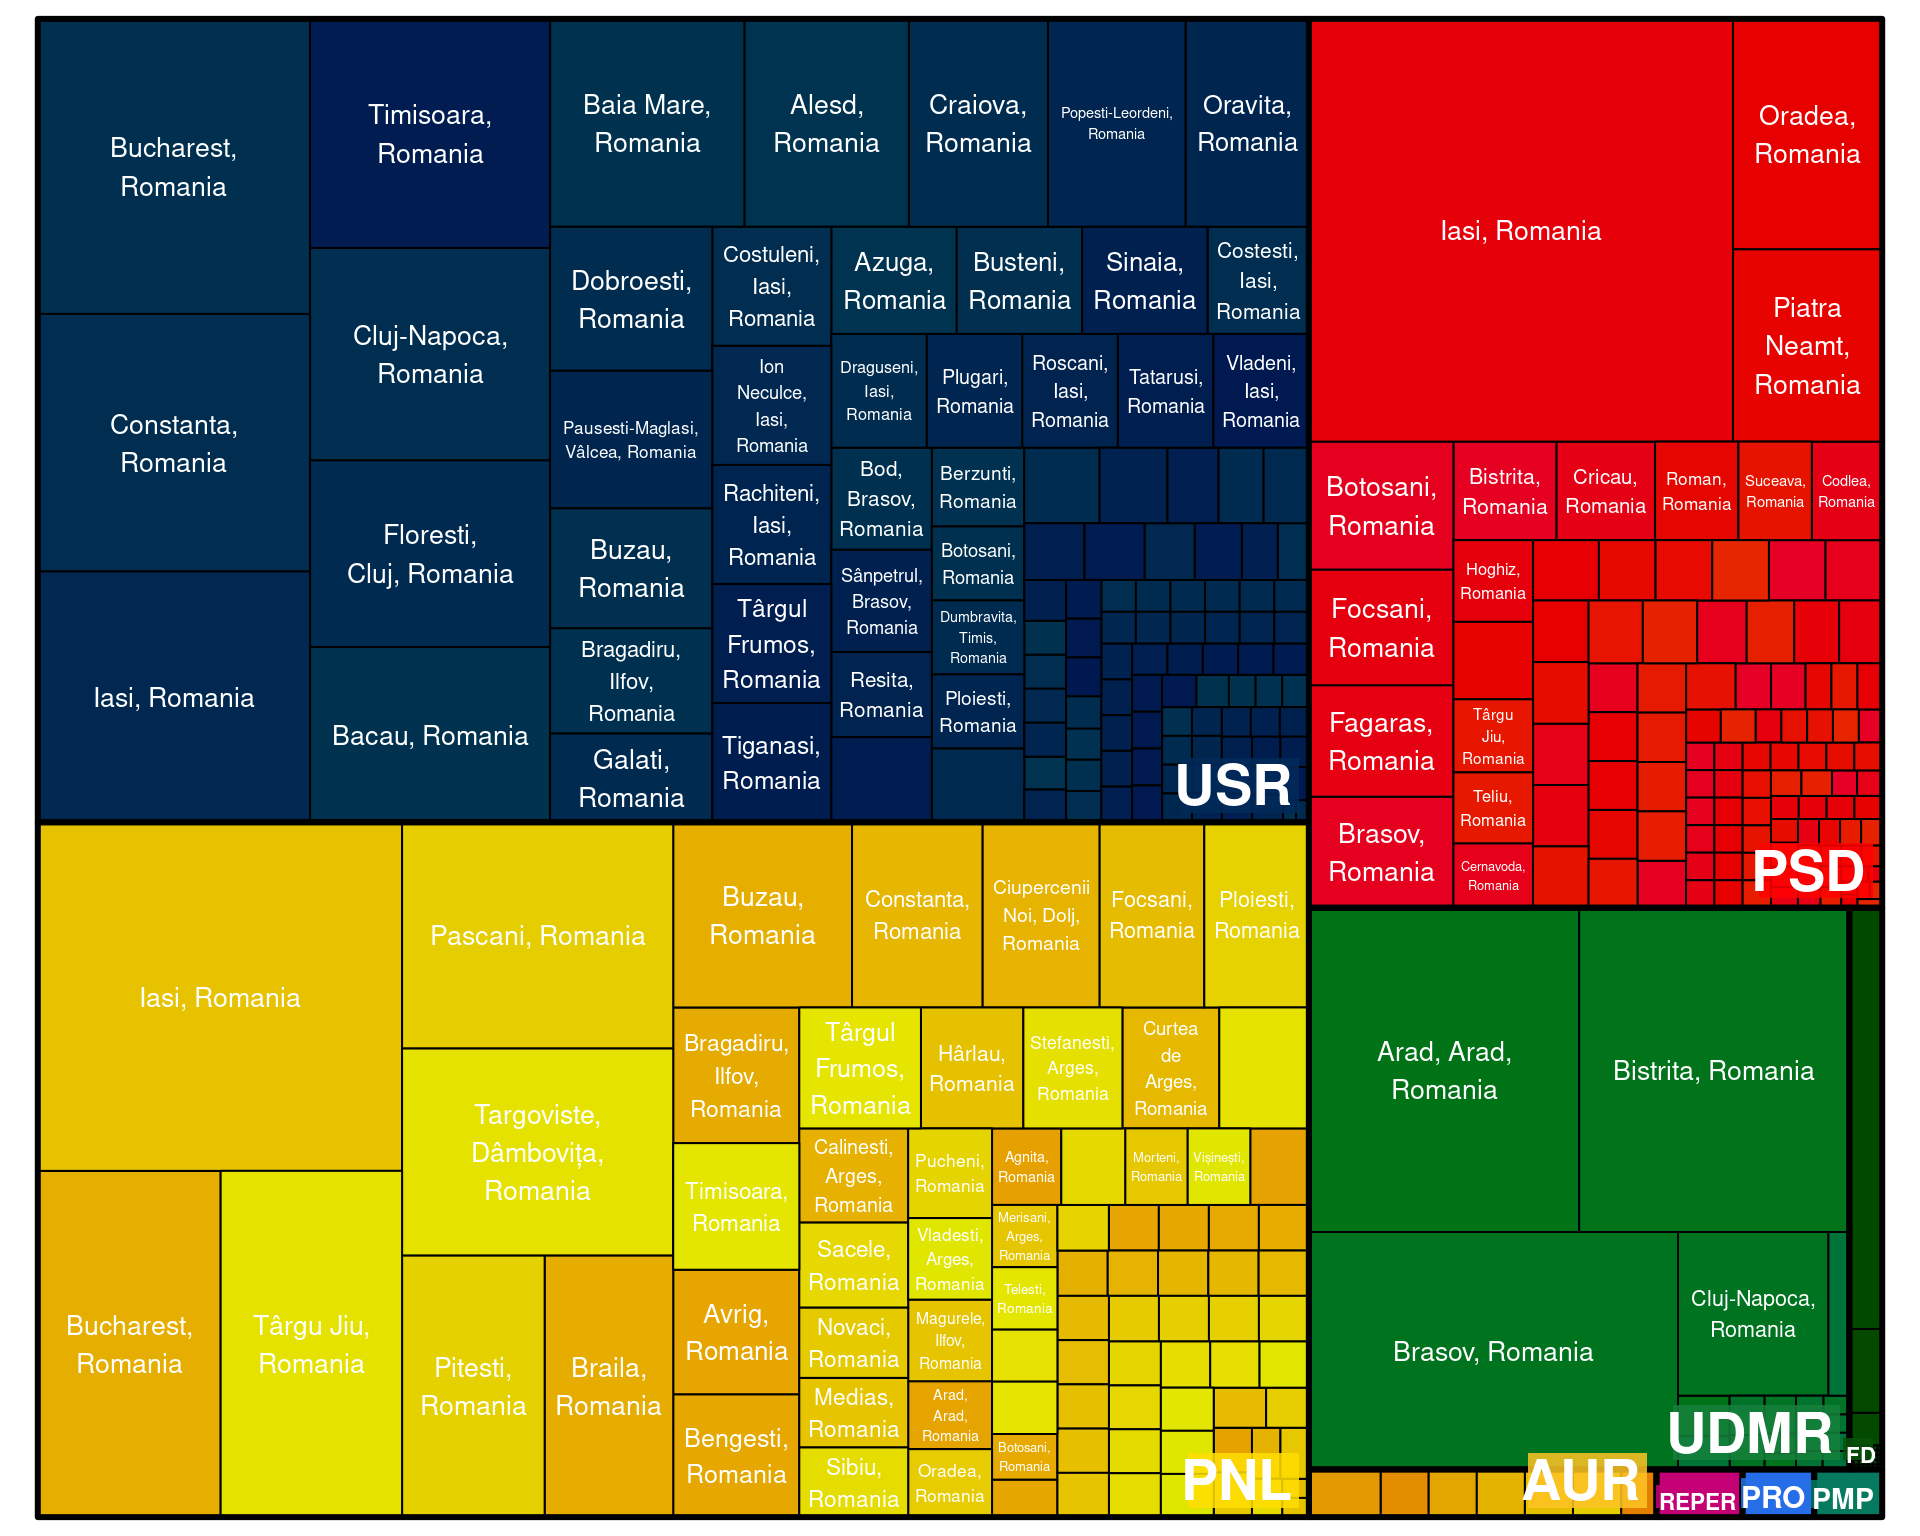 Bucharest,
Romania
Constanta,
Romania
Iasi, Romania
Timisoara,
Romania
Cluj-Napoca,
Romania
Floresti,
Cluj, Romania
Bacau, Romania
Baia Mare,
Romania
Alesd,
Romania
Craiova,
Romania
Popesti-Leordeni,
Romania
Oravita,
Romania
Dobroesti,
Romania
Pausesti-Maglasi,
Vâlcea, Romania
Buzau,
Romania
Bragadiru,
Ilfov,
Romania
Galati,
Romania
Costuleni,
Iasi,
Romania
Ion
Neculce,
Iasi,
Romania
Rachiteni,
Iasi,
Romania
Târgul
Frumos,
Romania
Tiganasi,
Romania
Azuga,
Romania
Busteni,
Romania
Sinaia,
Romania
Costesti,
Iasi,
Romania
Draguseni,
Iasi,
Romania
Plugari,
Romania
Roscani,
Iasi,
Romania
Tatarusi,
Romania
Vladeni,
Iasi,
Romania
Bod,
Brasov,
Romania
Sânpetrul,
Brasov,
Romania
Resita,
Romania
Berzunti,
Romania
Botosani,
Romania
Dumbravita,
Timis,
Romania
Ploiesti,
Romania
USR
Iasi, Romania
Oradea,
Romania
Piatra
Neamt,
Romania
Botosani,
Romania
Focsani,
Romania
Fagaras,
Romania
Brasov,
Romania
Bistrita,
Romania
Cricau,
Romania
Roman,
Romania
Suceava,
Romania
Codlea,
Romania
Hoghiz,
Romania
Târgu
Jiu,
Romania
Teliu,
Romania
Cernavoda,
Romania
PSD
Iasi, Romania
Bucharest,
Romania
Târgu Jiu,
Romania
Pascani, Romania
Targoviste,
Dâmbovița,
Romania
Pitesti,
Romania
Braila,
Romania
Buzau,
Romania
Constanta,
Romania
Ciupercenii
Noi, Dolj,
Romania
Focsani,
Romania
Ploiesti,
Romania
Bragadiru,
Ilfov,
Romania
Timisoara,
Romania
Avrig,
Romania
Bengesti,
Romania
Târgul
Frumos,
Romania
Hârlau,
Romania
Stefanesti,
Arges,
Romania
Curtea
de
Arges,
Romania
Calinesti,
Arges,
Romania
Sacele,
Romania
Novaci,
Romania
Medias,
Romania
Sibiu,
Romania
Pucheni,
Romania
Vladesti,
Arges,
Romania
Magurele,
Ilfov,
Romania
Arad,
Arad,
Romania
Oradea,
Romania
Agnita,
Romania
Morteni,
Romania
Vișinești,
Romania
Merisani,
Arges,
Romania
Telesti,
Romania
Botosani,
Romania
PNL
Arad, Arad,
Romania
Bistrita, Romania
Brasov, Romania
Cluj-Napoca,
Romania
UDMR
FD
AUR
REPER
PRO
PMP